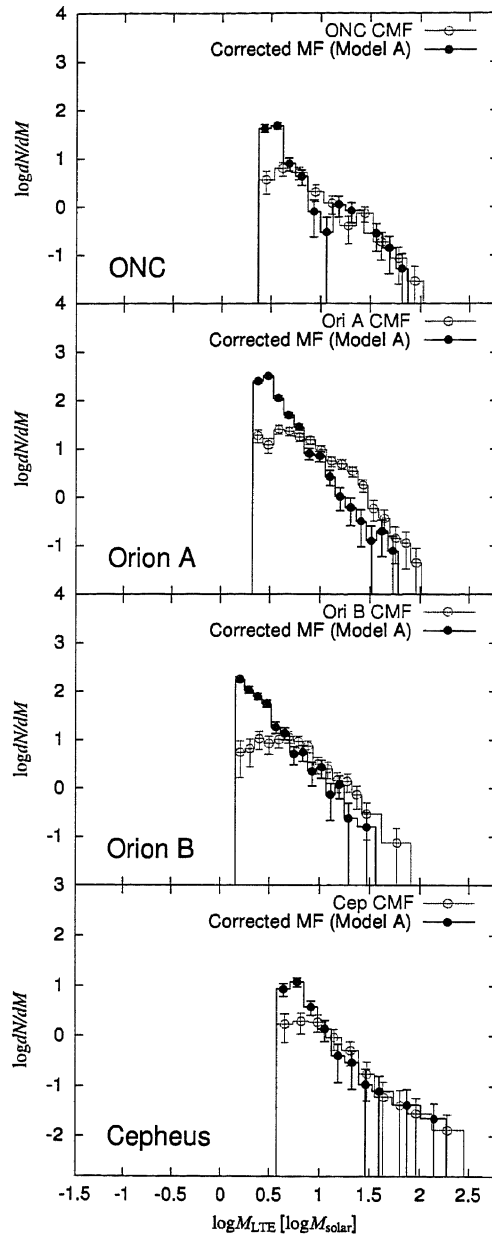 4
ONC CMF
Corrected MF (Model A)
3
2
1
0
-1
logdN/dM
ONC
4
Ori A CMF
Corrected MF (Model A)
3
2
1
0
-1
logdN/dM
Orion A
4
Ori B CMF
Corrected MF (Model A)
3
2
1
0
-1
logdN/dM
Orion B
3
Cep CMF
Corrected MF (Model A)
2
1
0
-1
-2
logdN/dM
Cepheus
-1.5 -1 -0.5 0 0.5 1 1.5 2 2.5
logMLTE [logMsolar]